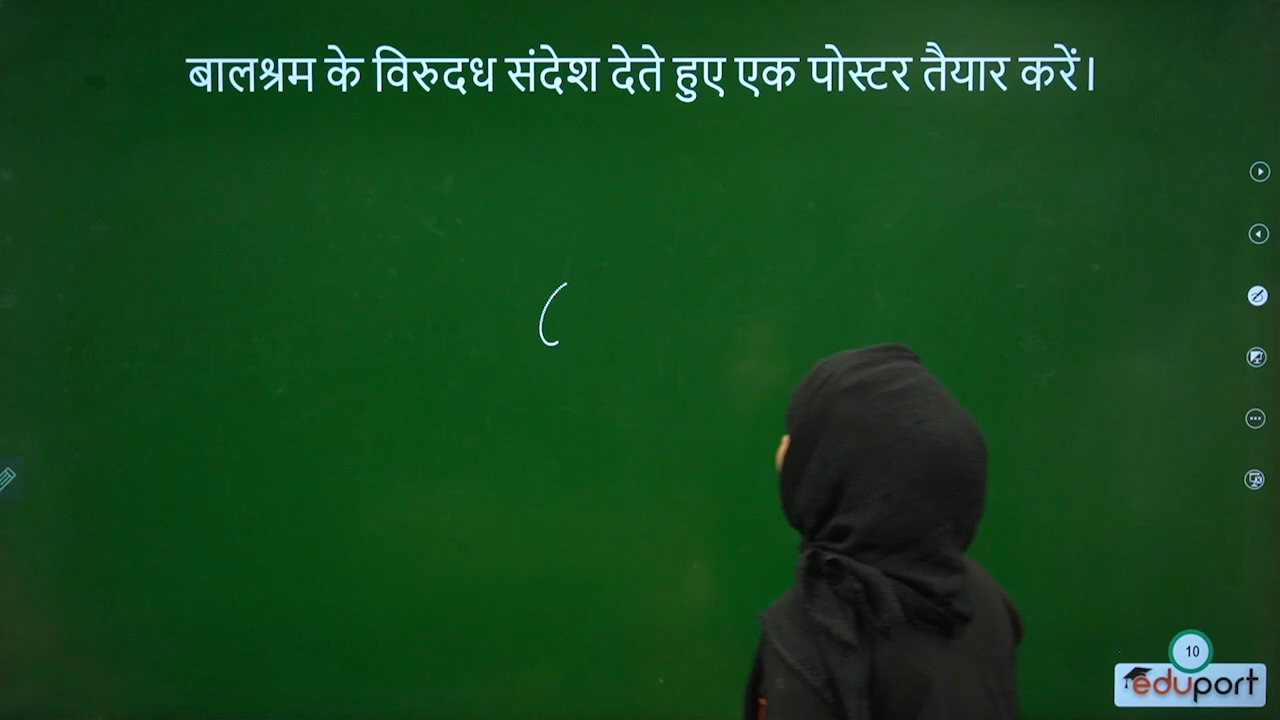 बालश्रम के विरुदध संदेश देते हुए एक पोस्टर तैयार करें।
10
eduport